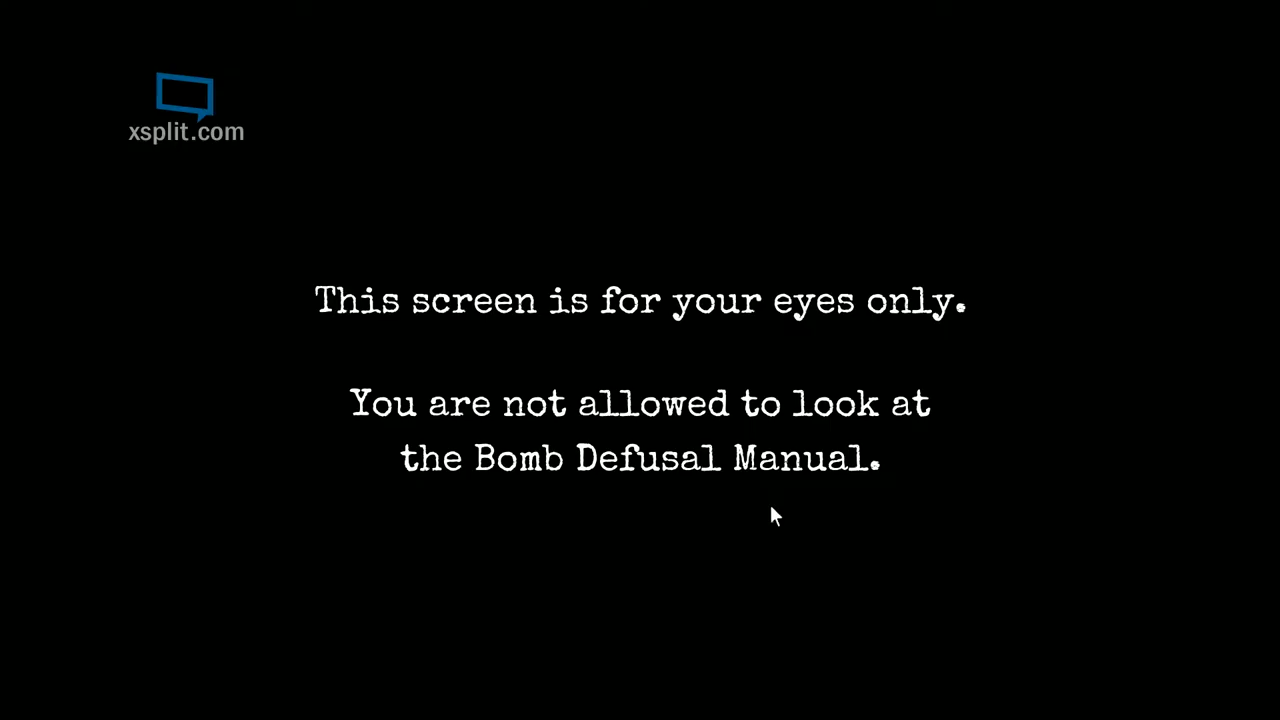 xsplit.com
This screen is for your eyes only.
You are not allowed to look at
the Bomb Defusal Manual.